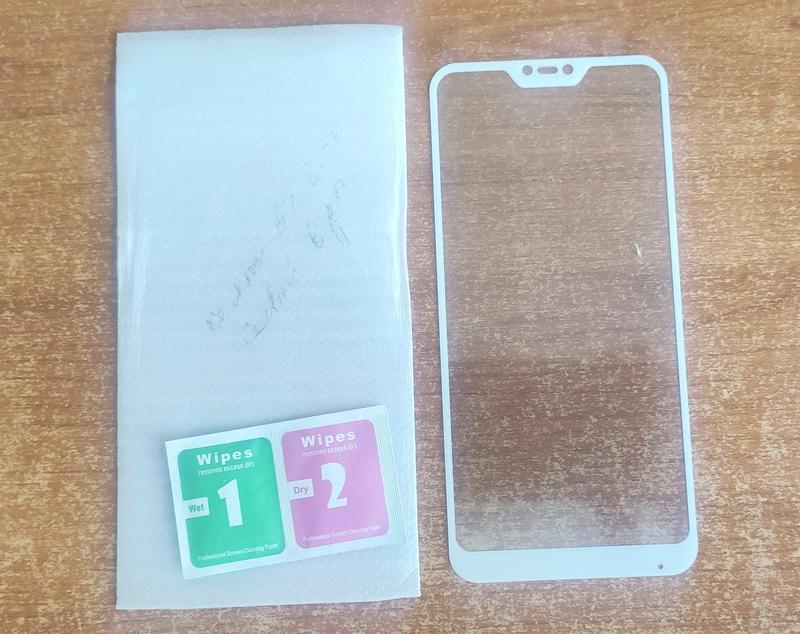 Wipes
removes excess dirt
Wet 1
Professional Screen Cleaning Paper
Wipes
removes excess dirt
Dry 2
Professional Screen Cleaning Paper